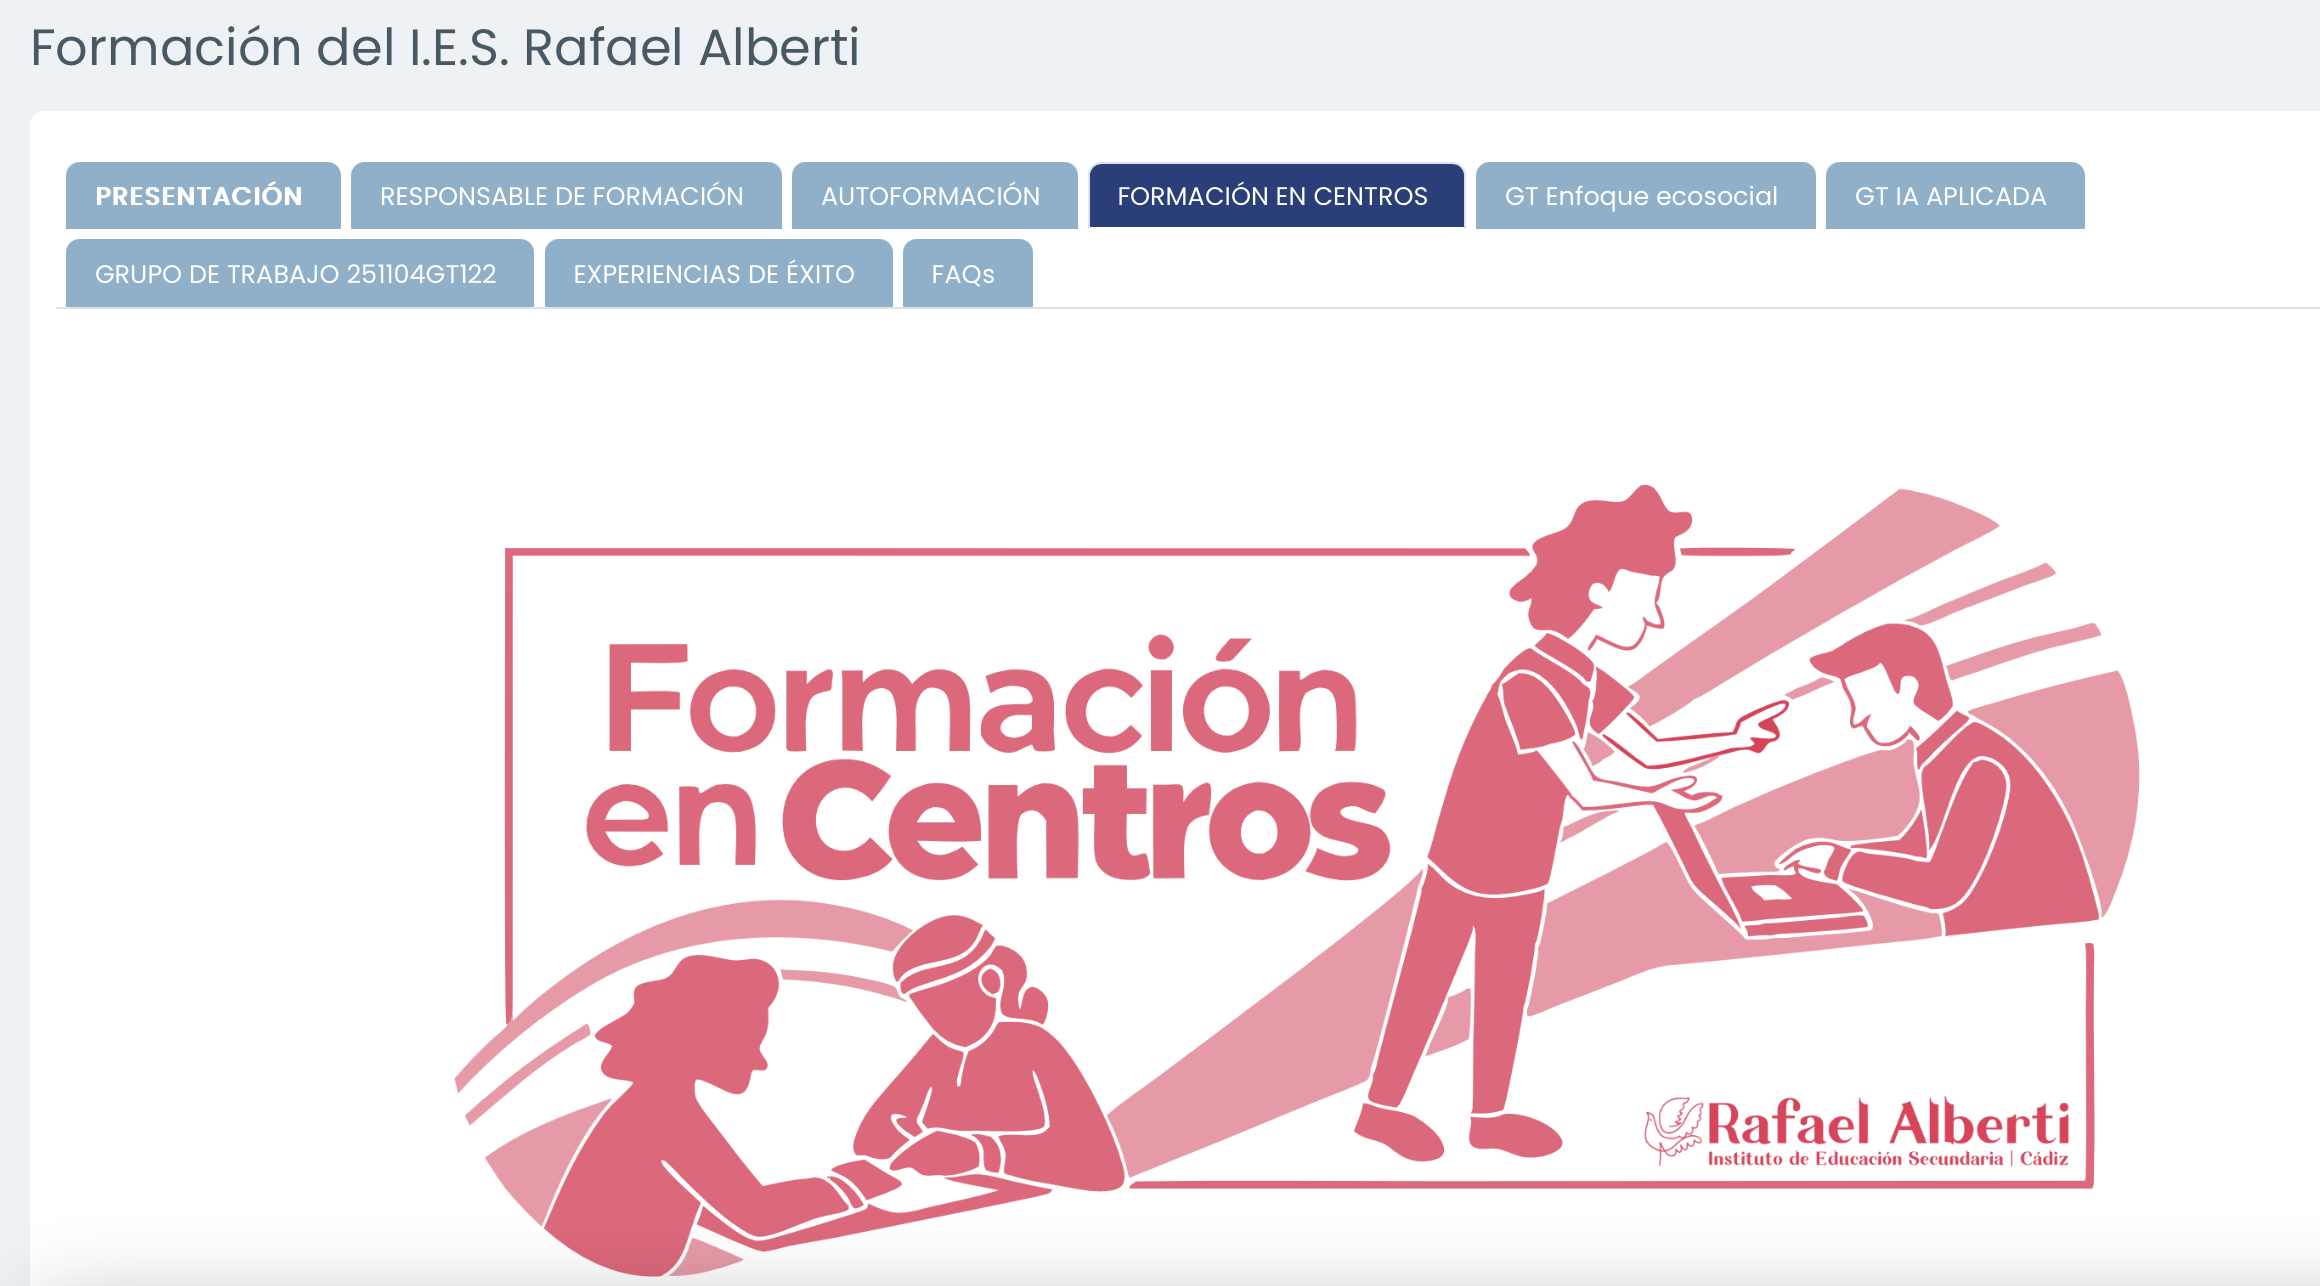 Formación del I.E.S. Rafael Alberti
PRESENTACIÓN
RESPONSABLE DE FORMACIÓN
AUTOFORMACIÓN
FORMACIÓN EN CENTROS
GT Enfoque ecosocial
GT IA APLICADA
GRUPO DE TRABAJO 251104GT122
EXPERIENCIAS DE ÉXITO
FAQs
Formación
en Centros
Rafael Alberti
Instituto de Educación Secundaria | Cádiz